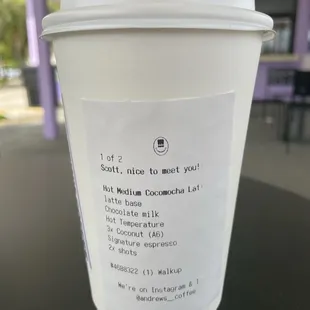 1 of 2
Scott, nice to meet you!
Hot Medium Cocomocha Lat
latte base
Chocolate milk
Hot Temperature
3x Coconut (A6)
Signature espresso
2x shots
#4688322 (1) Walkup
We're on Instagram & T
@andrews__coffee